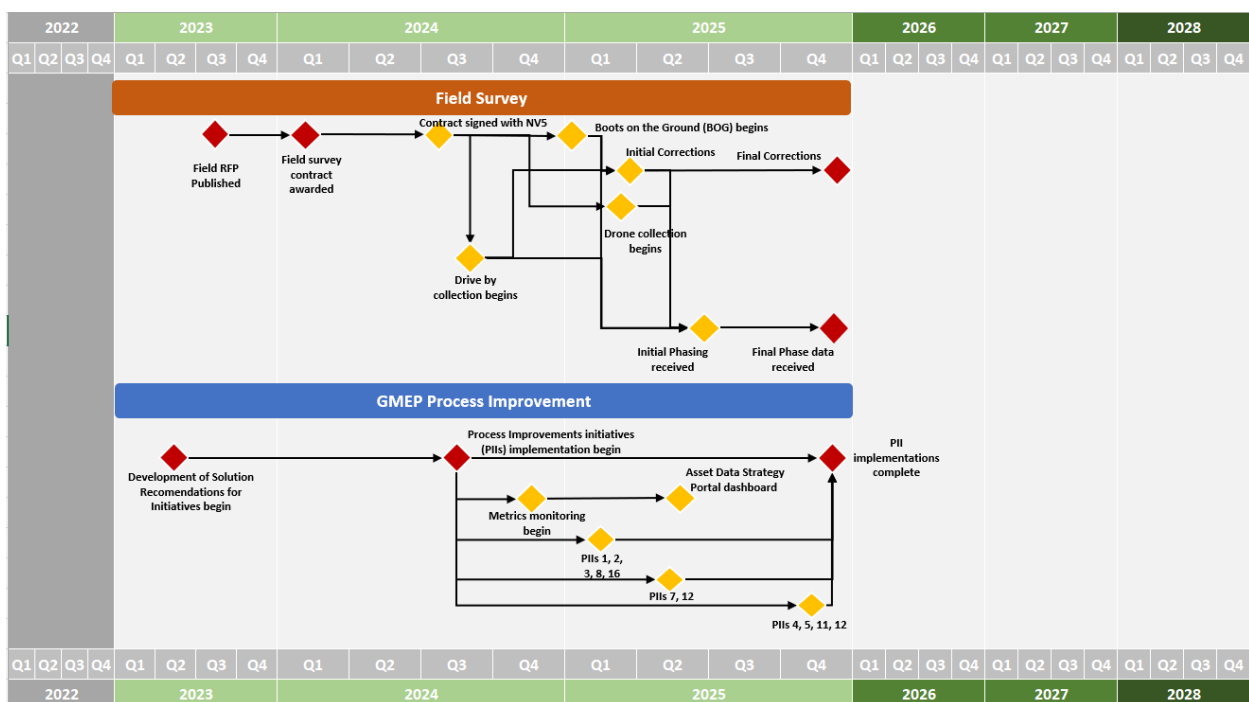 2022 2023 2024 2025 2026 2027 2028
Q1 Q2 Q3 Q4 Q1 Q2 Q3 Q4 Q1 Q2 Q3 Q4 Q1 Q2 Q3 Q4 Q1 Q2 Q3 Q4 Q1 Q2 Q3 Q4 Q1 Q2 Q3 Q4
Field Survey
Contract signed with NV5
Boots on the Ground (BOG) begins
Field RFP
Published
Field survey
contract
awarded
Initial Corrections
Final Corrections
Drone collection
begins
Drive by
collection begins
Initial Phasing
received
Final Phase data
received
GMEP Process Improvement
Process Improvements initiatives
(PIIs) implementation begin
PII
implementations
complete
Development of Solution
Recomendations for
Initiatives begin
Asset Data Strategy
Portal dashboard
Metrics monitoring
begin
PIIs 1, 2,
3, 8, 16
PIIs 7, 12
PIIs 4, 5, 11, 12
Q1 Q2 Q3 Q4 Q1 Q2 Q3 Q4 Q1 Q2 Q3 Q4 Q1 Q2 Q3 Q4 Q1 Q2 Q3 Q4 Q1 Q2 Q3 Q4 Q1 Q2 Q3 Q4
2022 2023 2024 2025 2026 2027 2028